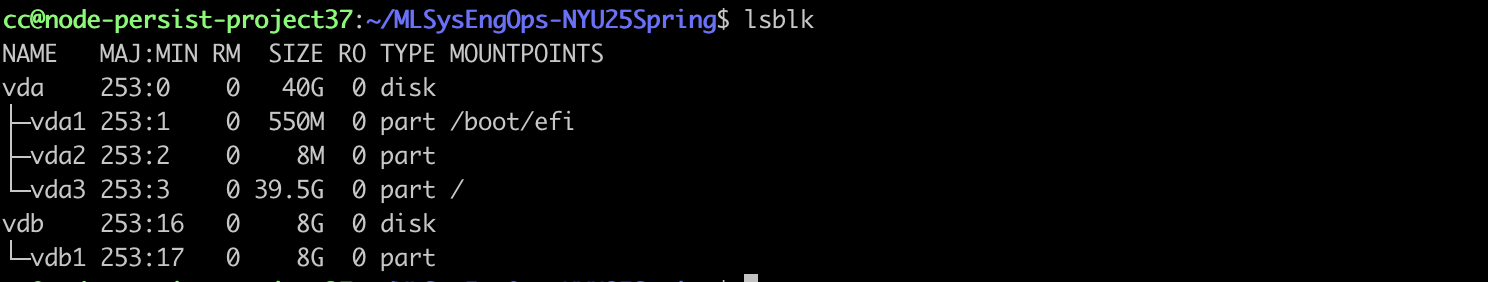 cc@node-persist-project37:~/MLSysEngOps-NYU25Spring$ lsblk
NAME   MAJ:MIN RM  SIZE RO TYPE MOUNTPOINTS
vda    253:0    0   40G  0 disk
├─vda1 253:1    0  550M  0 part /boot/efi
├─vda2 253:2    0    8M  0 part
└─vda3 253:3    0 39.5G  0 part /
vdb    253:16   0    8G  0 disk
└─vdb1 253:17   0    8G  0 part